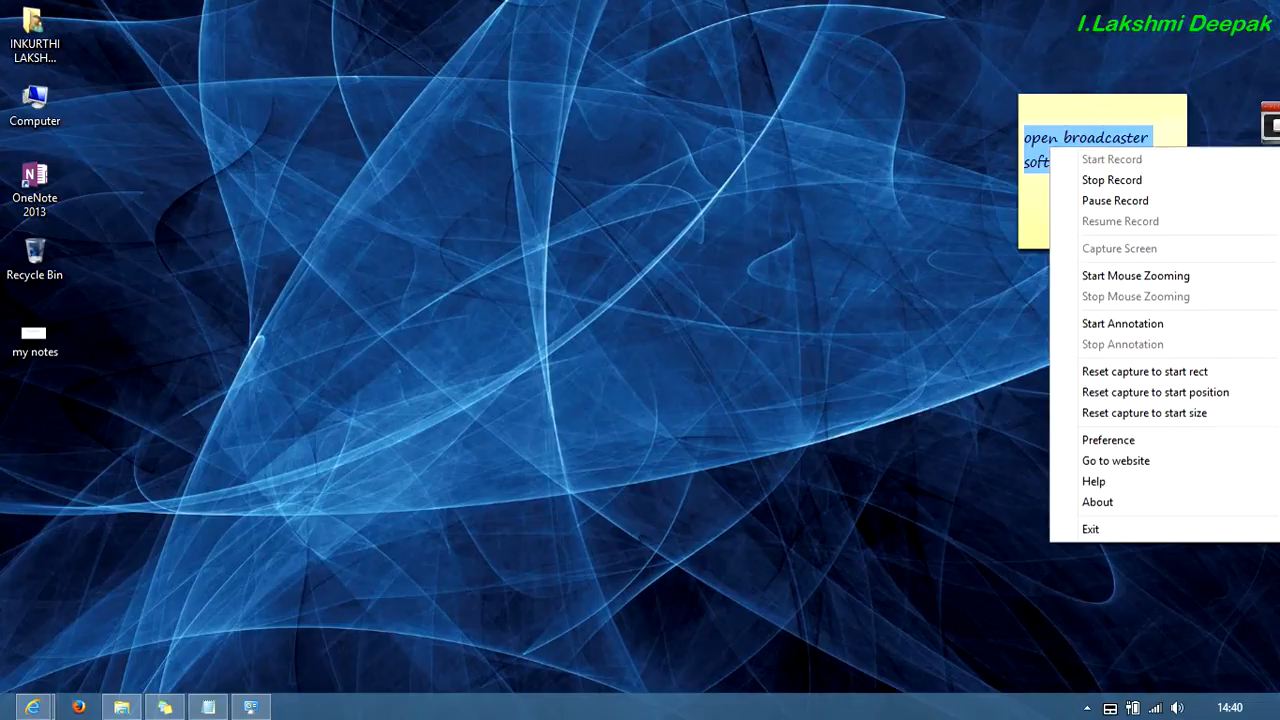 I.Lakshmi Deepak
INKURTHI
LAKSH...
Computer
OneNote
2013
Recycle Bin
my notes
open broadcaster
soft
Start Record
Stop Record
Pause Record
Resume Record
Capture Screen
Start Mouse Zooming
Stop Mouse Zooming
Start Annotation
Stop Annotation
Reset capture to start rect
Reset capture to start position
Reset capture to start size
Preference
Go to website
Help
About
Exit
14:40